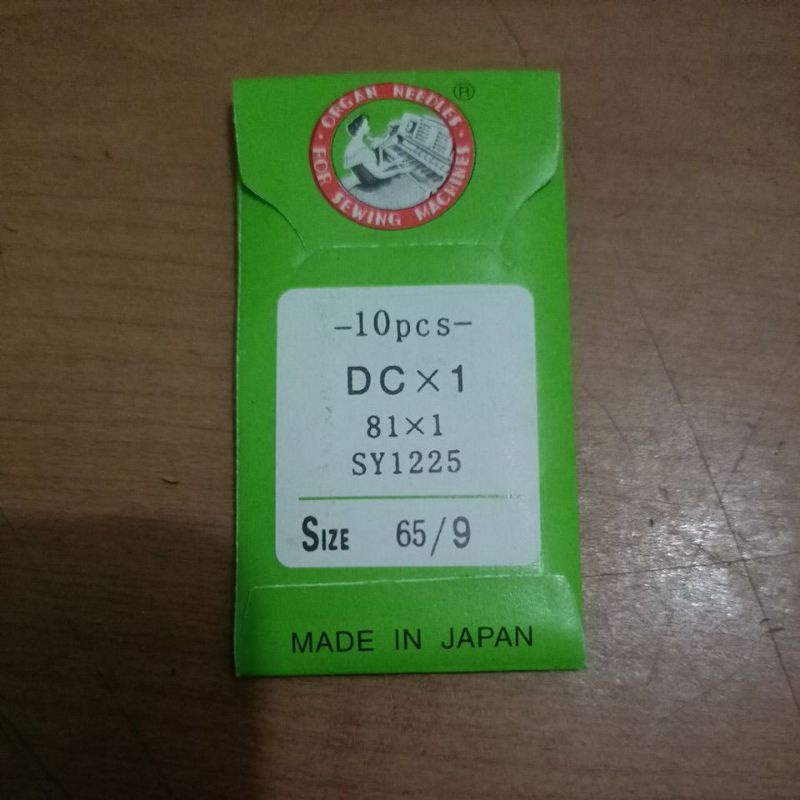 ORGAN NEEDLES
FOR SEWING MACHINES
®
-10pcs-
DC×1
81×1
SY1225
SIZE 65/9
MADE IN JAPAN